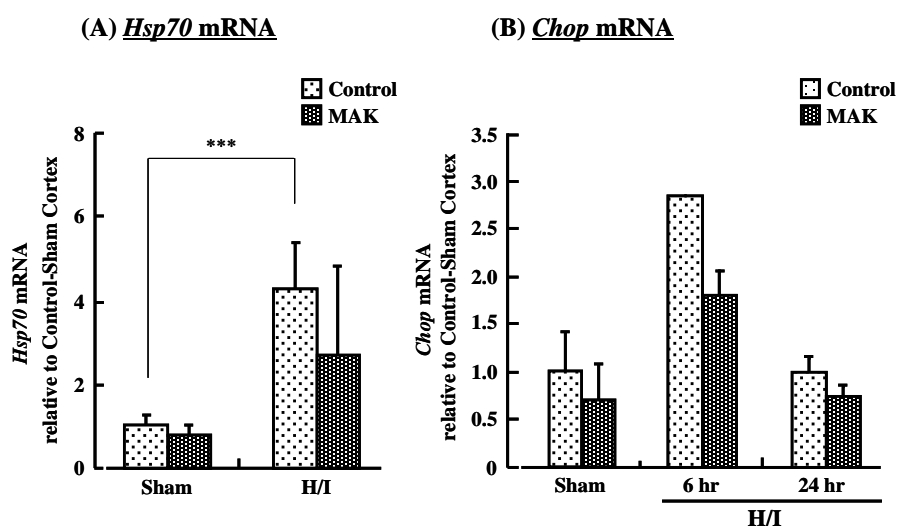 (A) Hsp70 mRNA
Control
MAK
Hsp70 mRNA
relative to Control-Sham Cortex
8
6
4
2
0
***
Sham
H/I
(B) Chop mRNA
Control
MAK
Chop mRNA
relative to Control-Sham Cortex
3.5
3.0
2.5
2.0
1.5
1.0
0.5
0
Sham
6 hr
24 hr
H/I